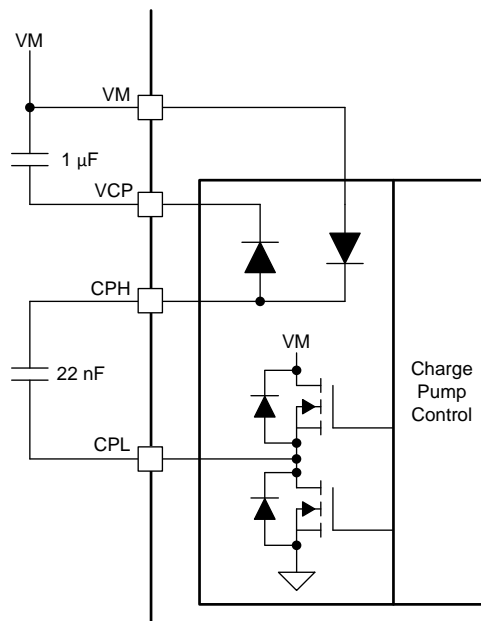 VM
VM
1 µF
VCP
CPH
VM
22 nF
Charge
Pump
Control
CPL